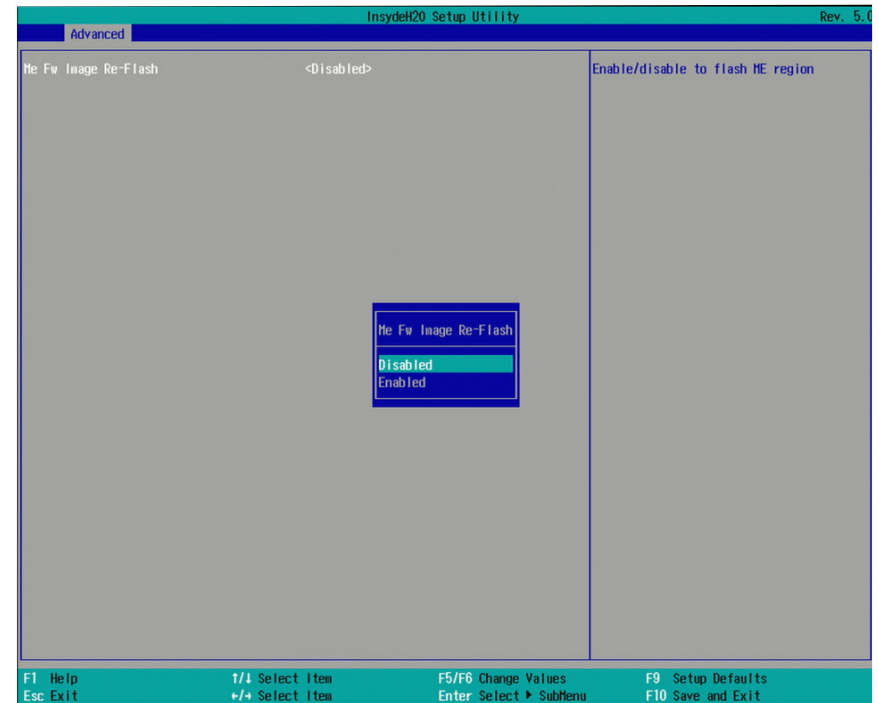 InsydeH20 Setup Utility Rev. 5.0
Advanced
Me Fw Image Re-Flash <Disabled> Enable/disable to flash ME region
Me Fw Image Re-Flash
Disabled
Enabled
F1 Help ↑/↓ Select Item F5/F6 Change Values F9 Setup Defaults
Esc Exit ←/→ Select Item Enter Select ▶ SubMenu F10 Save and Exit